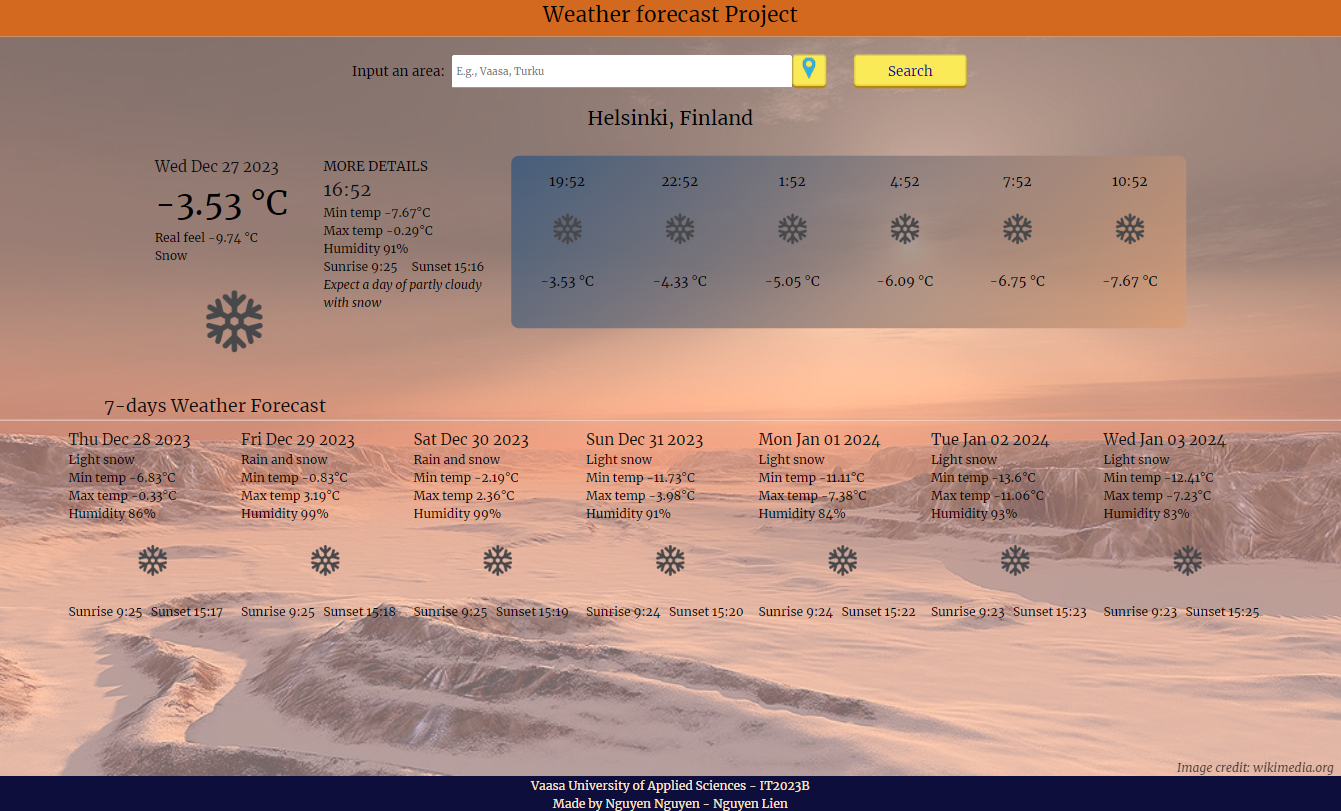 Weather forecast Project
Input an area:
E.g., Vaasa, Turku
Search
Helsinki, Finland
Wed Dec 27 2023
-3.53 °C
Real feel -9.74 °C
Snow
MORE DETAILS
16:52
Min temp -7.67°C
Max temp -0.29°C
Humidity 91%
Sunrise 9:25 Sunset 15:16
Expect a day of partly cloudy
with snow
19:52 22:52 1:52 4:52 7:52 10:52
-3.53 °C -4.33 °C -5.05 °C -6.09 °C -6.75 °C -7.67 °C
7-days Weather Forecast
Thu Dec 28 2023
Light snow
Min temp -6.83°C
Max temp -0.33°C
Humidity 86%
Sunrise 9:25 Sunset 15:17
Fri Dec 29 2023
Rain and snow
Min temp -0.83°C
Max temp 3.19°C
Humidity 99%
Sunrise 9:25 Sunset 15:18
Sat Dec 30 2023
Rain and snow
Min temp -2.19°C
Max temp 2.36°C
Humidity 99%
Sunrise 9:25 Sunset 15:19
Sun Dec 31 2023
Light snow
Min temp -11.73°C
Max temp -3.98°C
Humidity 91%
Sunrise 9:24 Sunset 15:20
Mon Jan 01 2024
Light snow
Min temp -11.11°C
Max temp -7.38°C
Humidity 84%
Sunrise 9:24 Sunset 15:22
Tue Jan 02 2024
Light snow
Min temp -13.6°C
Max temp -11.06°C
Humidity 93%
Sunrise 9:23 Sunset 15:23
Wed Jan 03 2024
Light snow
Min temp -12.41°C
Max temp -7.23°C
Humidity 83%
Sunrise 9:23 Sunset 15:25
Image credit: wikimedia.org
Vaasa University of Applied Sciences - IT2023B
Made by Nguyen Nguyen - Nguyen Lien